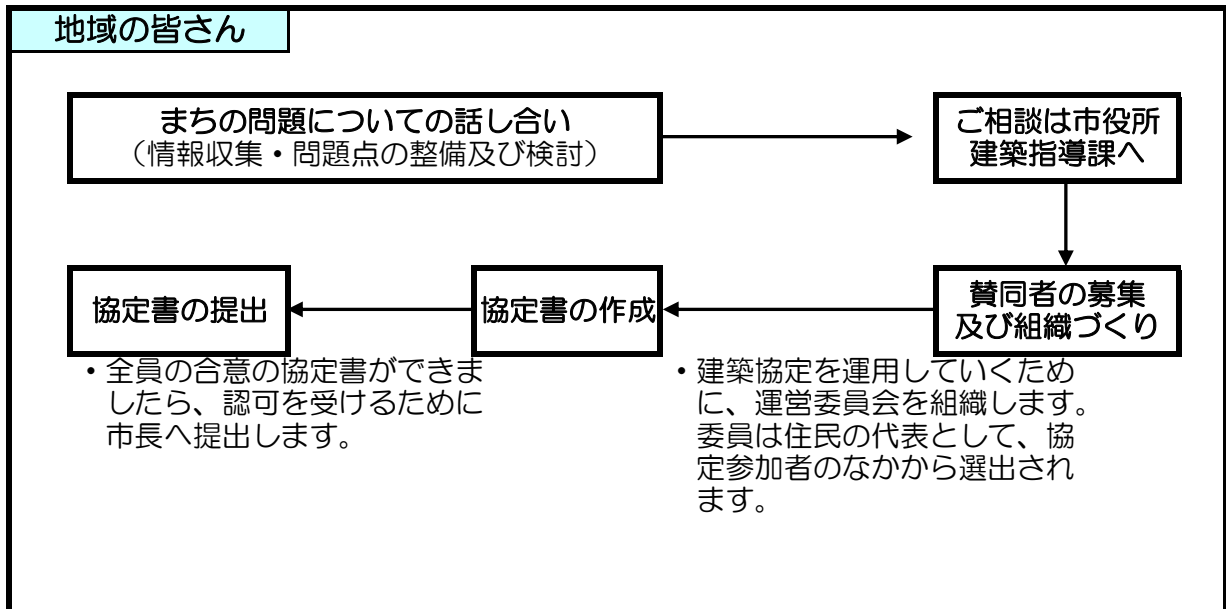 地域の皆さん
まちの問題についての話し合い
（情報収集・問題点の整備及び検討）
ご相談は市役所
建築指導課へ
協定書の提出
協定書の作成
賛同者の募集
及び組織づくり
・全員の合意の協定書ができま
したら、認可を受けるために
市長へ提出します。
・建築協定を運用していくため
に、運営委員会を組織します。
委員は住民の代表として、協
定参加者のなかから選出され
ます。